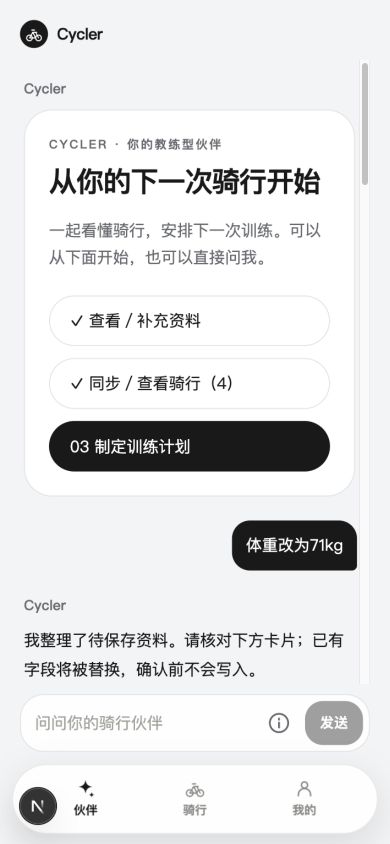 Cycler
Cycler
CYCLER · 你的教练型伙伴
从你的下一次骑行开始
一起看懂骑行，安排下一次训练。可以
从下面开始，也可以直接问我。
✓ 查看 / 补充资料
✓ 同步 / 查看骑行（4）
03 制定训练计划
体重改为71kg
Cycler
我整理了待保存资料。请核对下方卡片；已有
字段将被替换，确认前不会写入。
问问你的骑行伙伴
发送
N
伙伴
骑行
我的